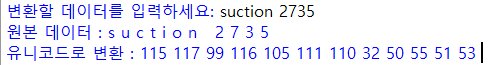 변환할 데이터를 입력하세요: suction 2735
원본 데이터 : s u c t i o n   2 7 3 5
유니코드로 변환 : 115 117 99 116 105 111 110 32 50 55 51 53